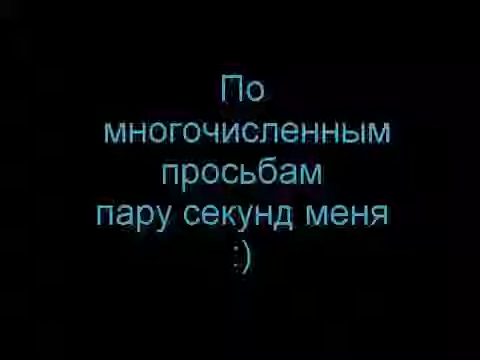 По
многочисленным
просьбам
пару секунд меня
:)